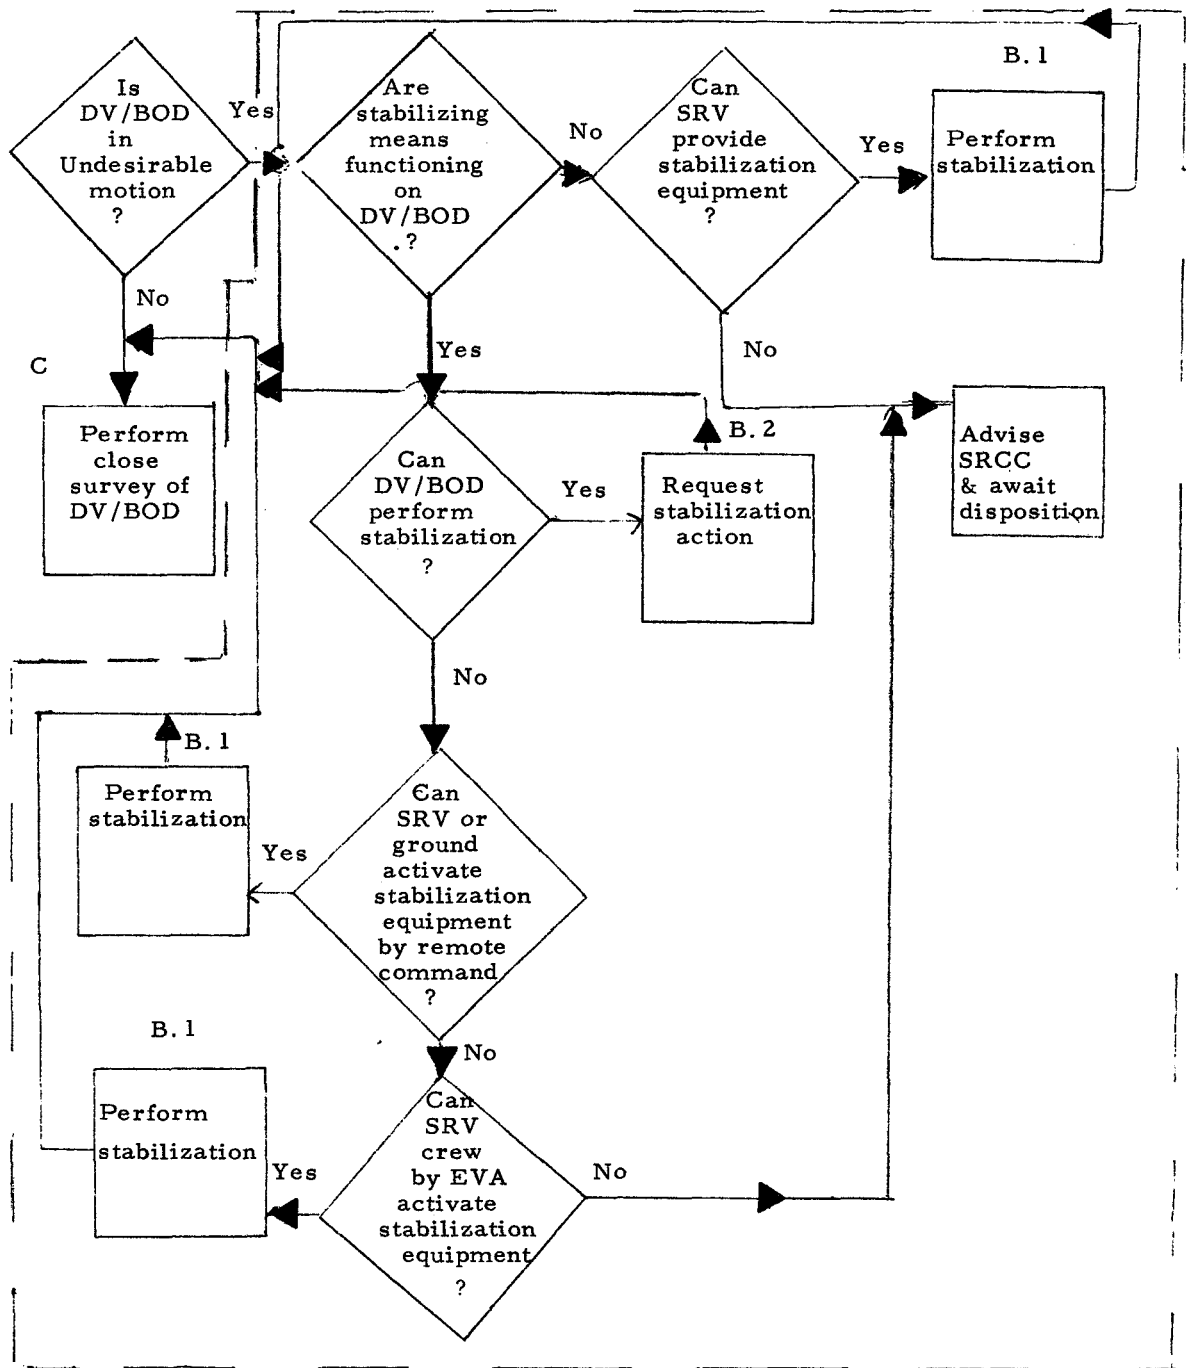 Is
DV/BOD
in
Undesirable
motion
?
Yes
No
Are
stabilizing
means
functioning
on
DV/BOD
.?
No
Yes
Can
SRV
provide
stabilization
equipment
?
Yes
No
B.1
Perform
stabilization
C
Perform
close
survey of
DV/BOD
Can
DV/BOD
perform
stabilization
?
Yes
No
B.2
Request
stabilization
action
Advise
SRCC
& await
disposition
B.1
Perform
stabilization
Yes
Can
SRV or
ground
activate
stabilization
equipment
by remote
command
?
No
B.1
Perform
stabilization
Yes
Can
SRV
crew
by EVA
activate
stabilization
equipment
?
No